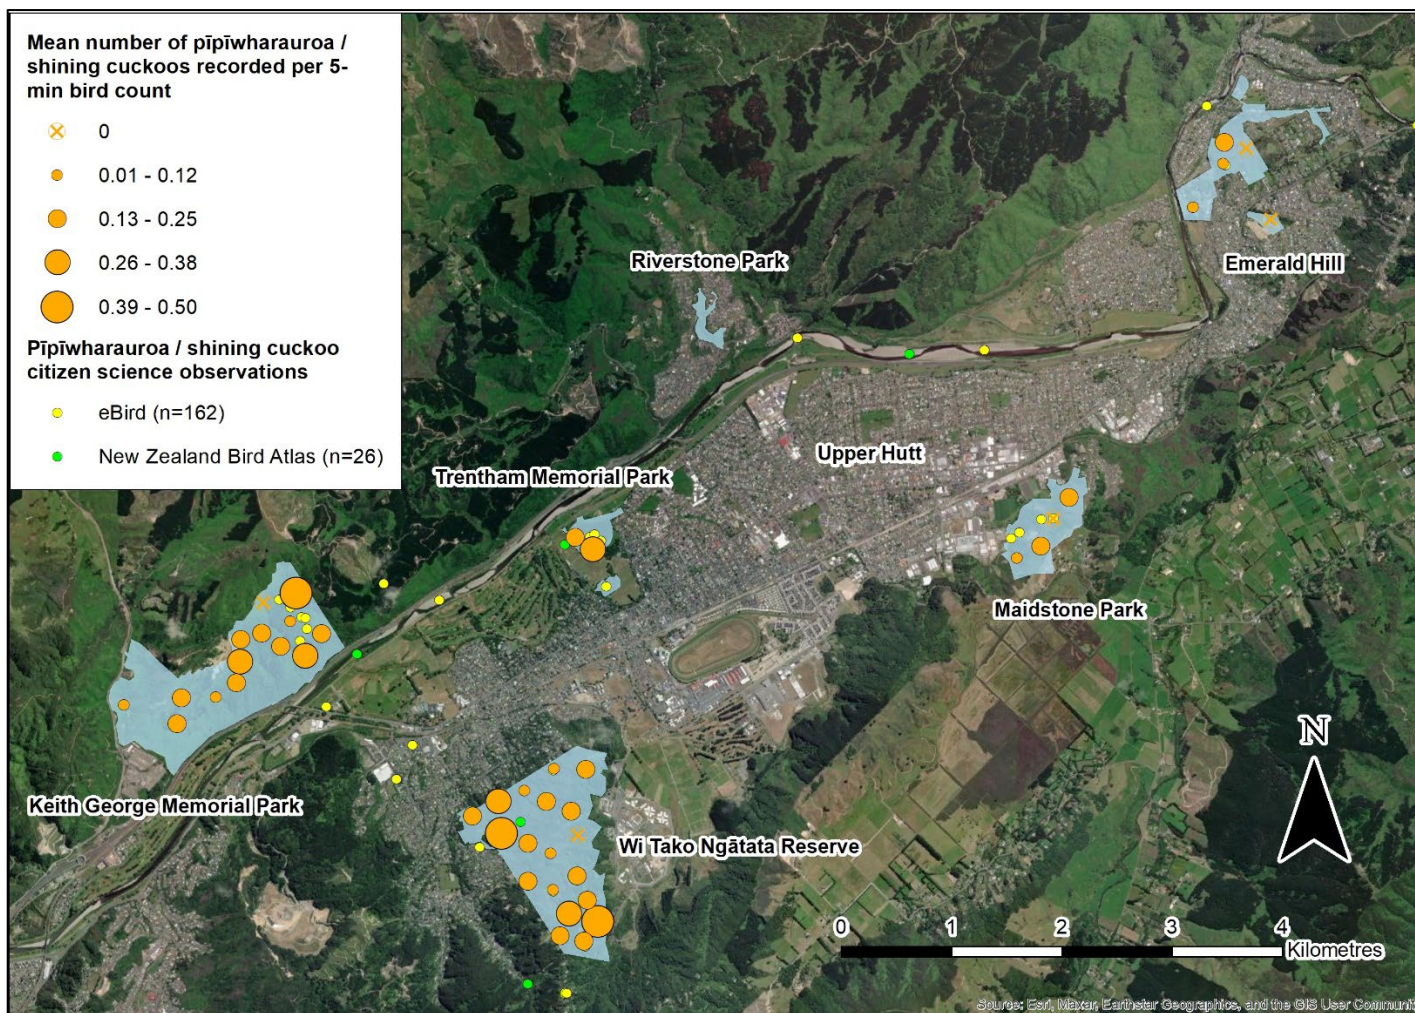 Mean number of pīpīwharauroa /
shining cuckoos recorded per 5-
min bird count
0
0.01 - 0.12
0.13 - 0.25
0.26 - 0.38
0.39 - 0.50
Pīpīwharauroa / shining cuckoo
citizen science observations
eBird (n=162)
New Zealand Bird Atlas (n=26)
Riverstone Park
Emerald Hill
Upper Hutt
Trentham Memorial Park
Maidstone Park
Keith George Memorial Park
Wi Tako Ngātata Reserve
N
0 1 2 3 4
Kilometres
Source: Esri, Maxar, Earthstar Geographics, and the GIS User Communit